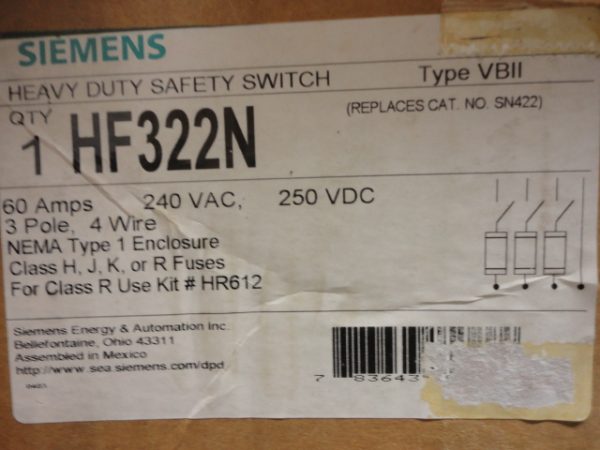 SIEMENS
HEAVY DUTY SAFETY SWITCH Type VBII
QTY
1 HF322N (REPLACES CAT. NO. SN422)
60 Amps 240 VAC, 250 VDC
3 Pole, 4 Wire
NEMA Type 1 Enclosure
Class H, J, K, or R Fuses
For Class R Use Kit # HR612
Siemens Energy & Automation Inc.
Bellefontaine, Ohio 43311
Assembled in Mexico
http://www.sea.siemens.com/dpd
7 83643